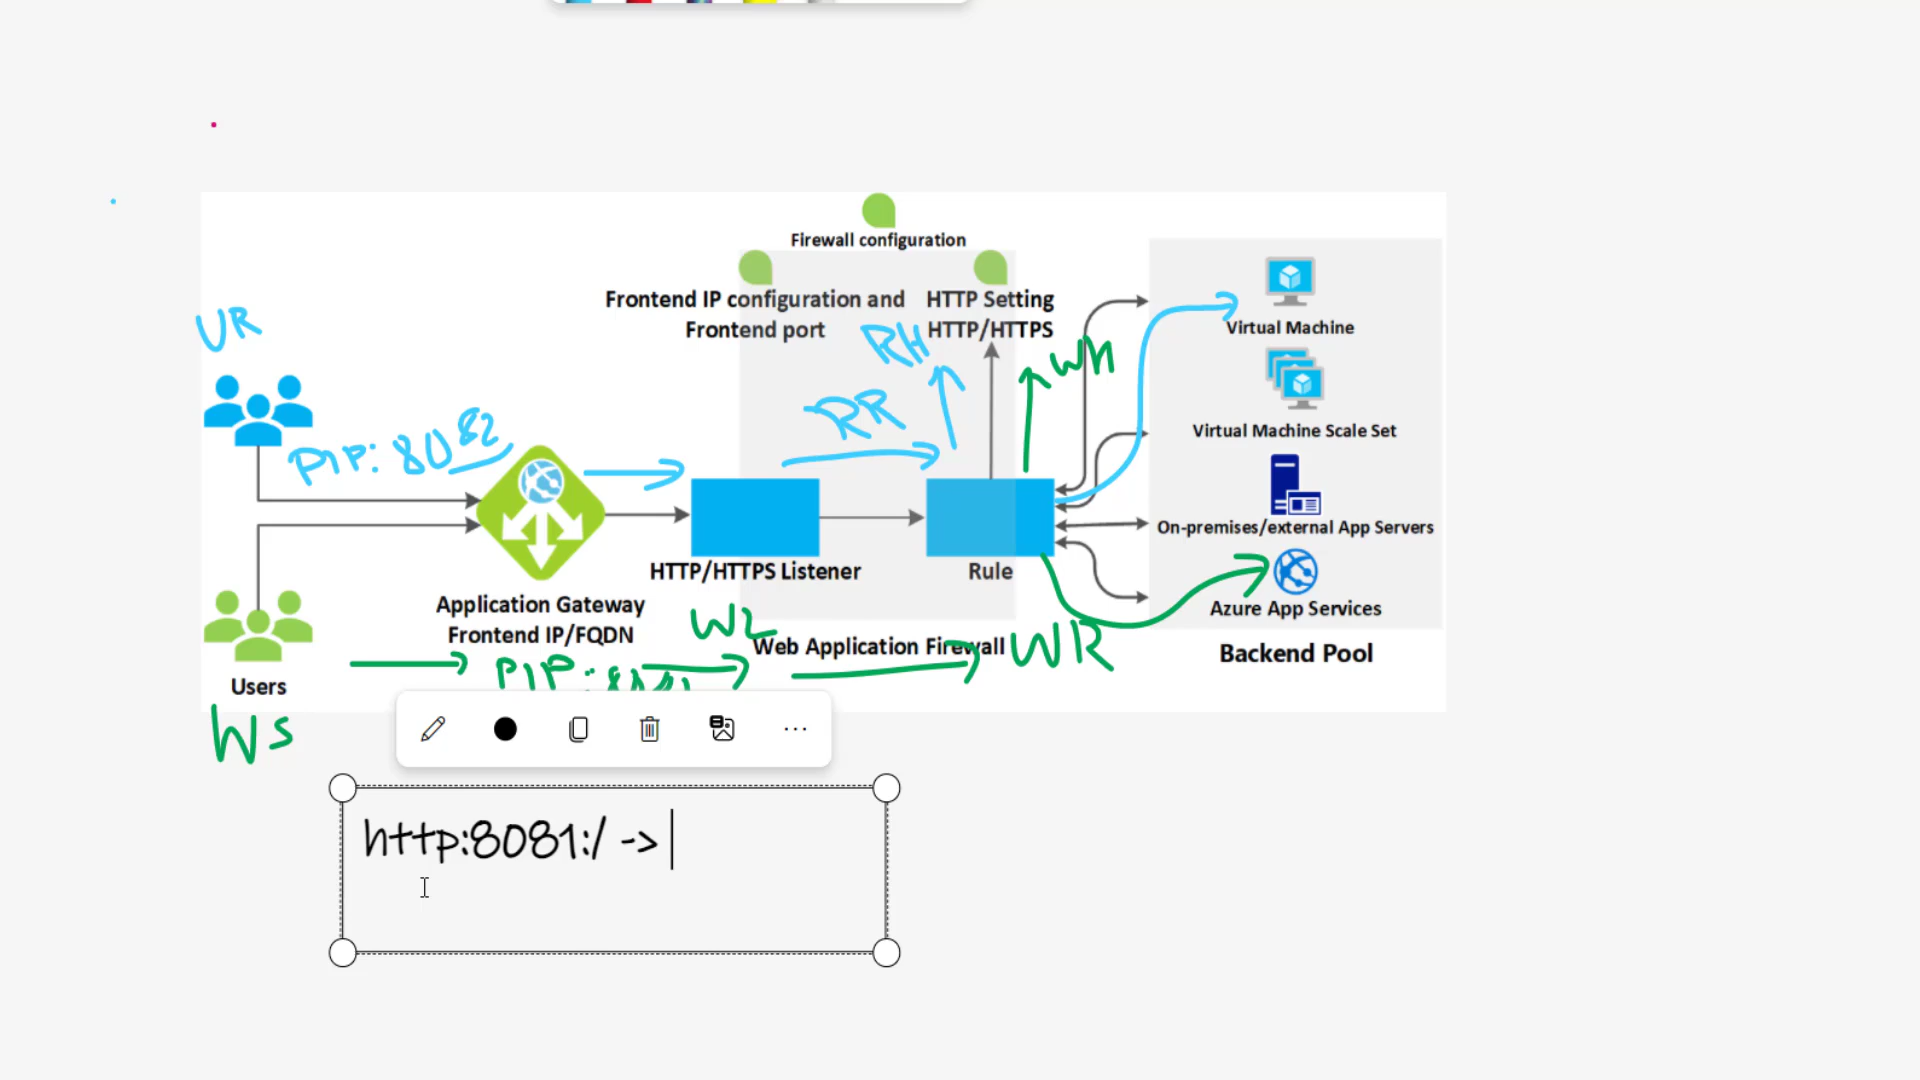 Firewall configuration
Frontend IP configuration and
Frontend port
HTTP Setting
HTTP/HTTPS
UR
RH
WH
Virtual Machine
RR
PIP: 8082
Virtual Machine Scale Set
On-premises/external App Servers
HTTP/HTTPS Listener
Rule
Application Gateway
Frontend IP/FQDN
Azure App Services
WL
Web Application Firewall
WR
Backend Pool
Users
PIP:
WS
http:8081:/ ->